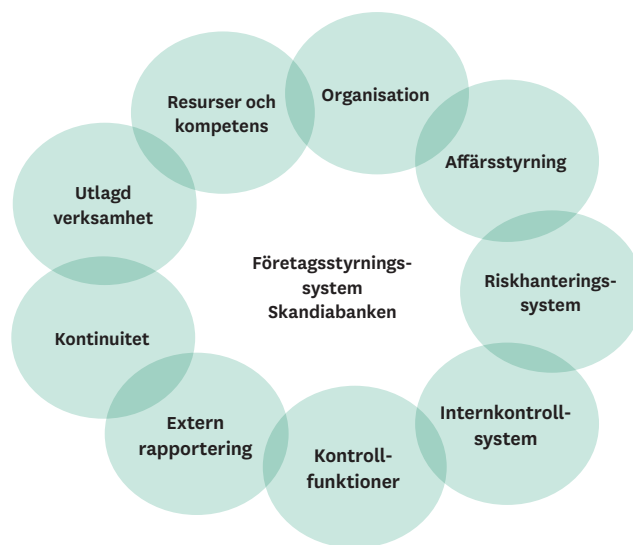 Organisation
Resurser och
kompetens
Affärsstyrning
Utlagd
verksamhet
Företagsstyrnings-
system
Skandiabanken
Riskhanterings-
system
Kontinuitet
Internkontroll-
system
Extern
rapportering
Kontroll-
funktioner